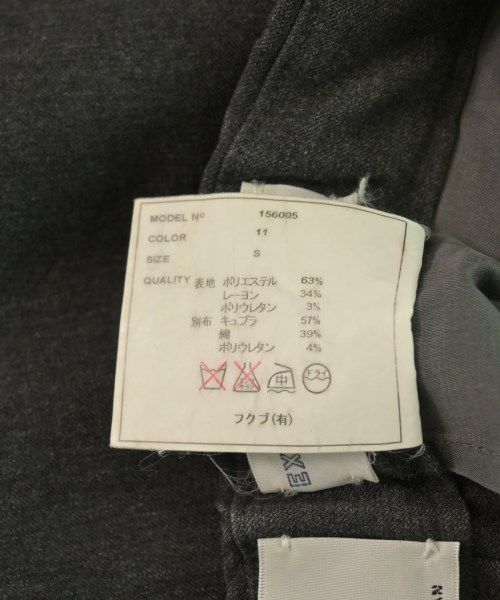 MODEL Nº 156005
COLOR 11
SIZE S
QUALITY 表地 ポリエステル 63%
レーヨン 34%
ポリウレタン 3%
別布 キュプラ 57%
綿 39%
ポリウレタン 4%
中 ドライ
フクブ(有)